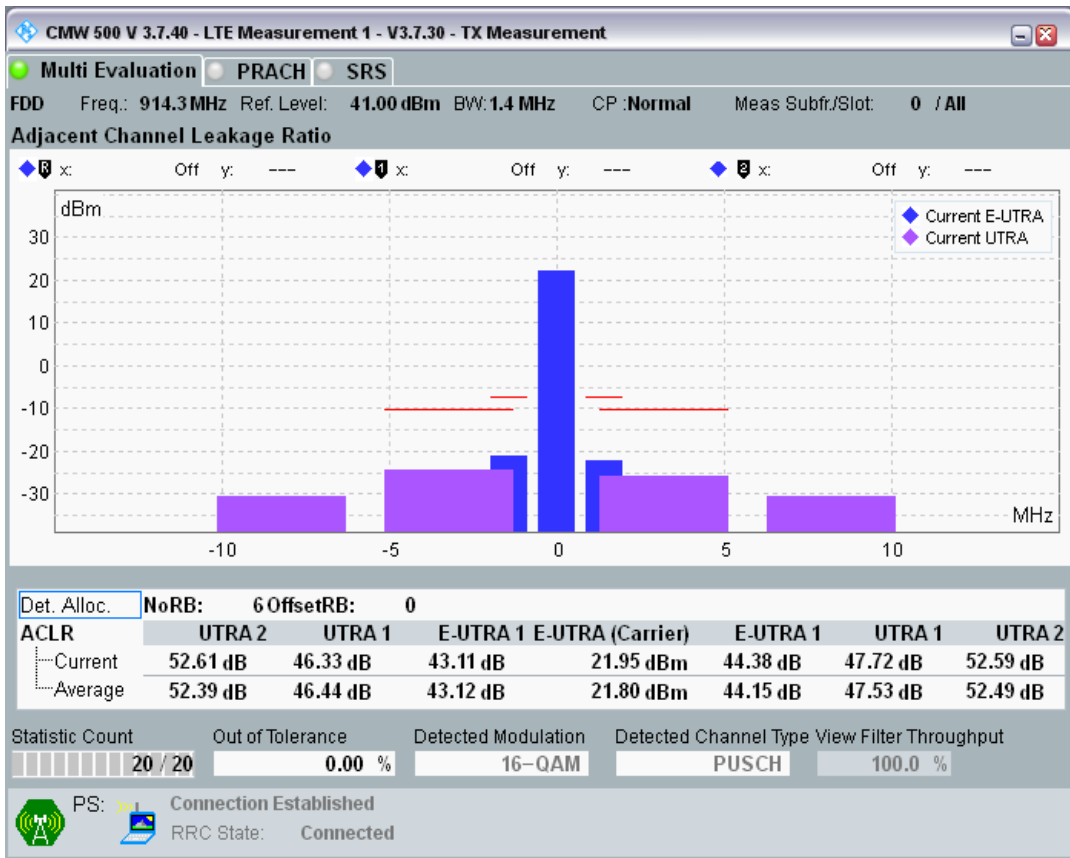 CMW 500 V 3.7.40 - LTE Measurement 1 - V3.7.30 - TX Measurement
Multi Evaluation PRACH SRS
FDD Freq.: 914.3 MHz Ref. Level: 41.00 dBm BW: 1.4 MHz CP :Normal Meas Subfr./Slot: 0 / All
Adjacent Channel Leakage Ratio
R x: Off y: --- 1 x: Off y: --- 2 x: Off y: ---
dBm
Current E-UTRA
Current UTRA
30
20
10
0
-10
-20
-30
MHz
-10 -5 0 5 10
Det. Alloc. NoRB: 6 OffsetRB: 0
ACLR UTRA 2 UTRA 1 E-UTRA 1 E-UTRA (Carrier) E-UTRA 1 UTRA 1 UTRA 2
Current 52.61 dB 46.33 dB 43.11 dB 21.95 dBm 44.38 dB 47.72 dB 52.59 dB
Average 52.39 dB 46.44 dB 43.12 dB 21.80 dBm 44.15 dB 47.53 dB 52.49 dB
Statistic Count Out of Tolerance Detected Modulation Detected Channel Type View Filter Throughput
20 / 20 0.00 % 16-QAM PUSCH 100.0 %
PS: Connection Established
RRC State: Connected